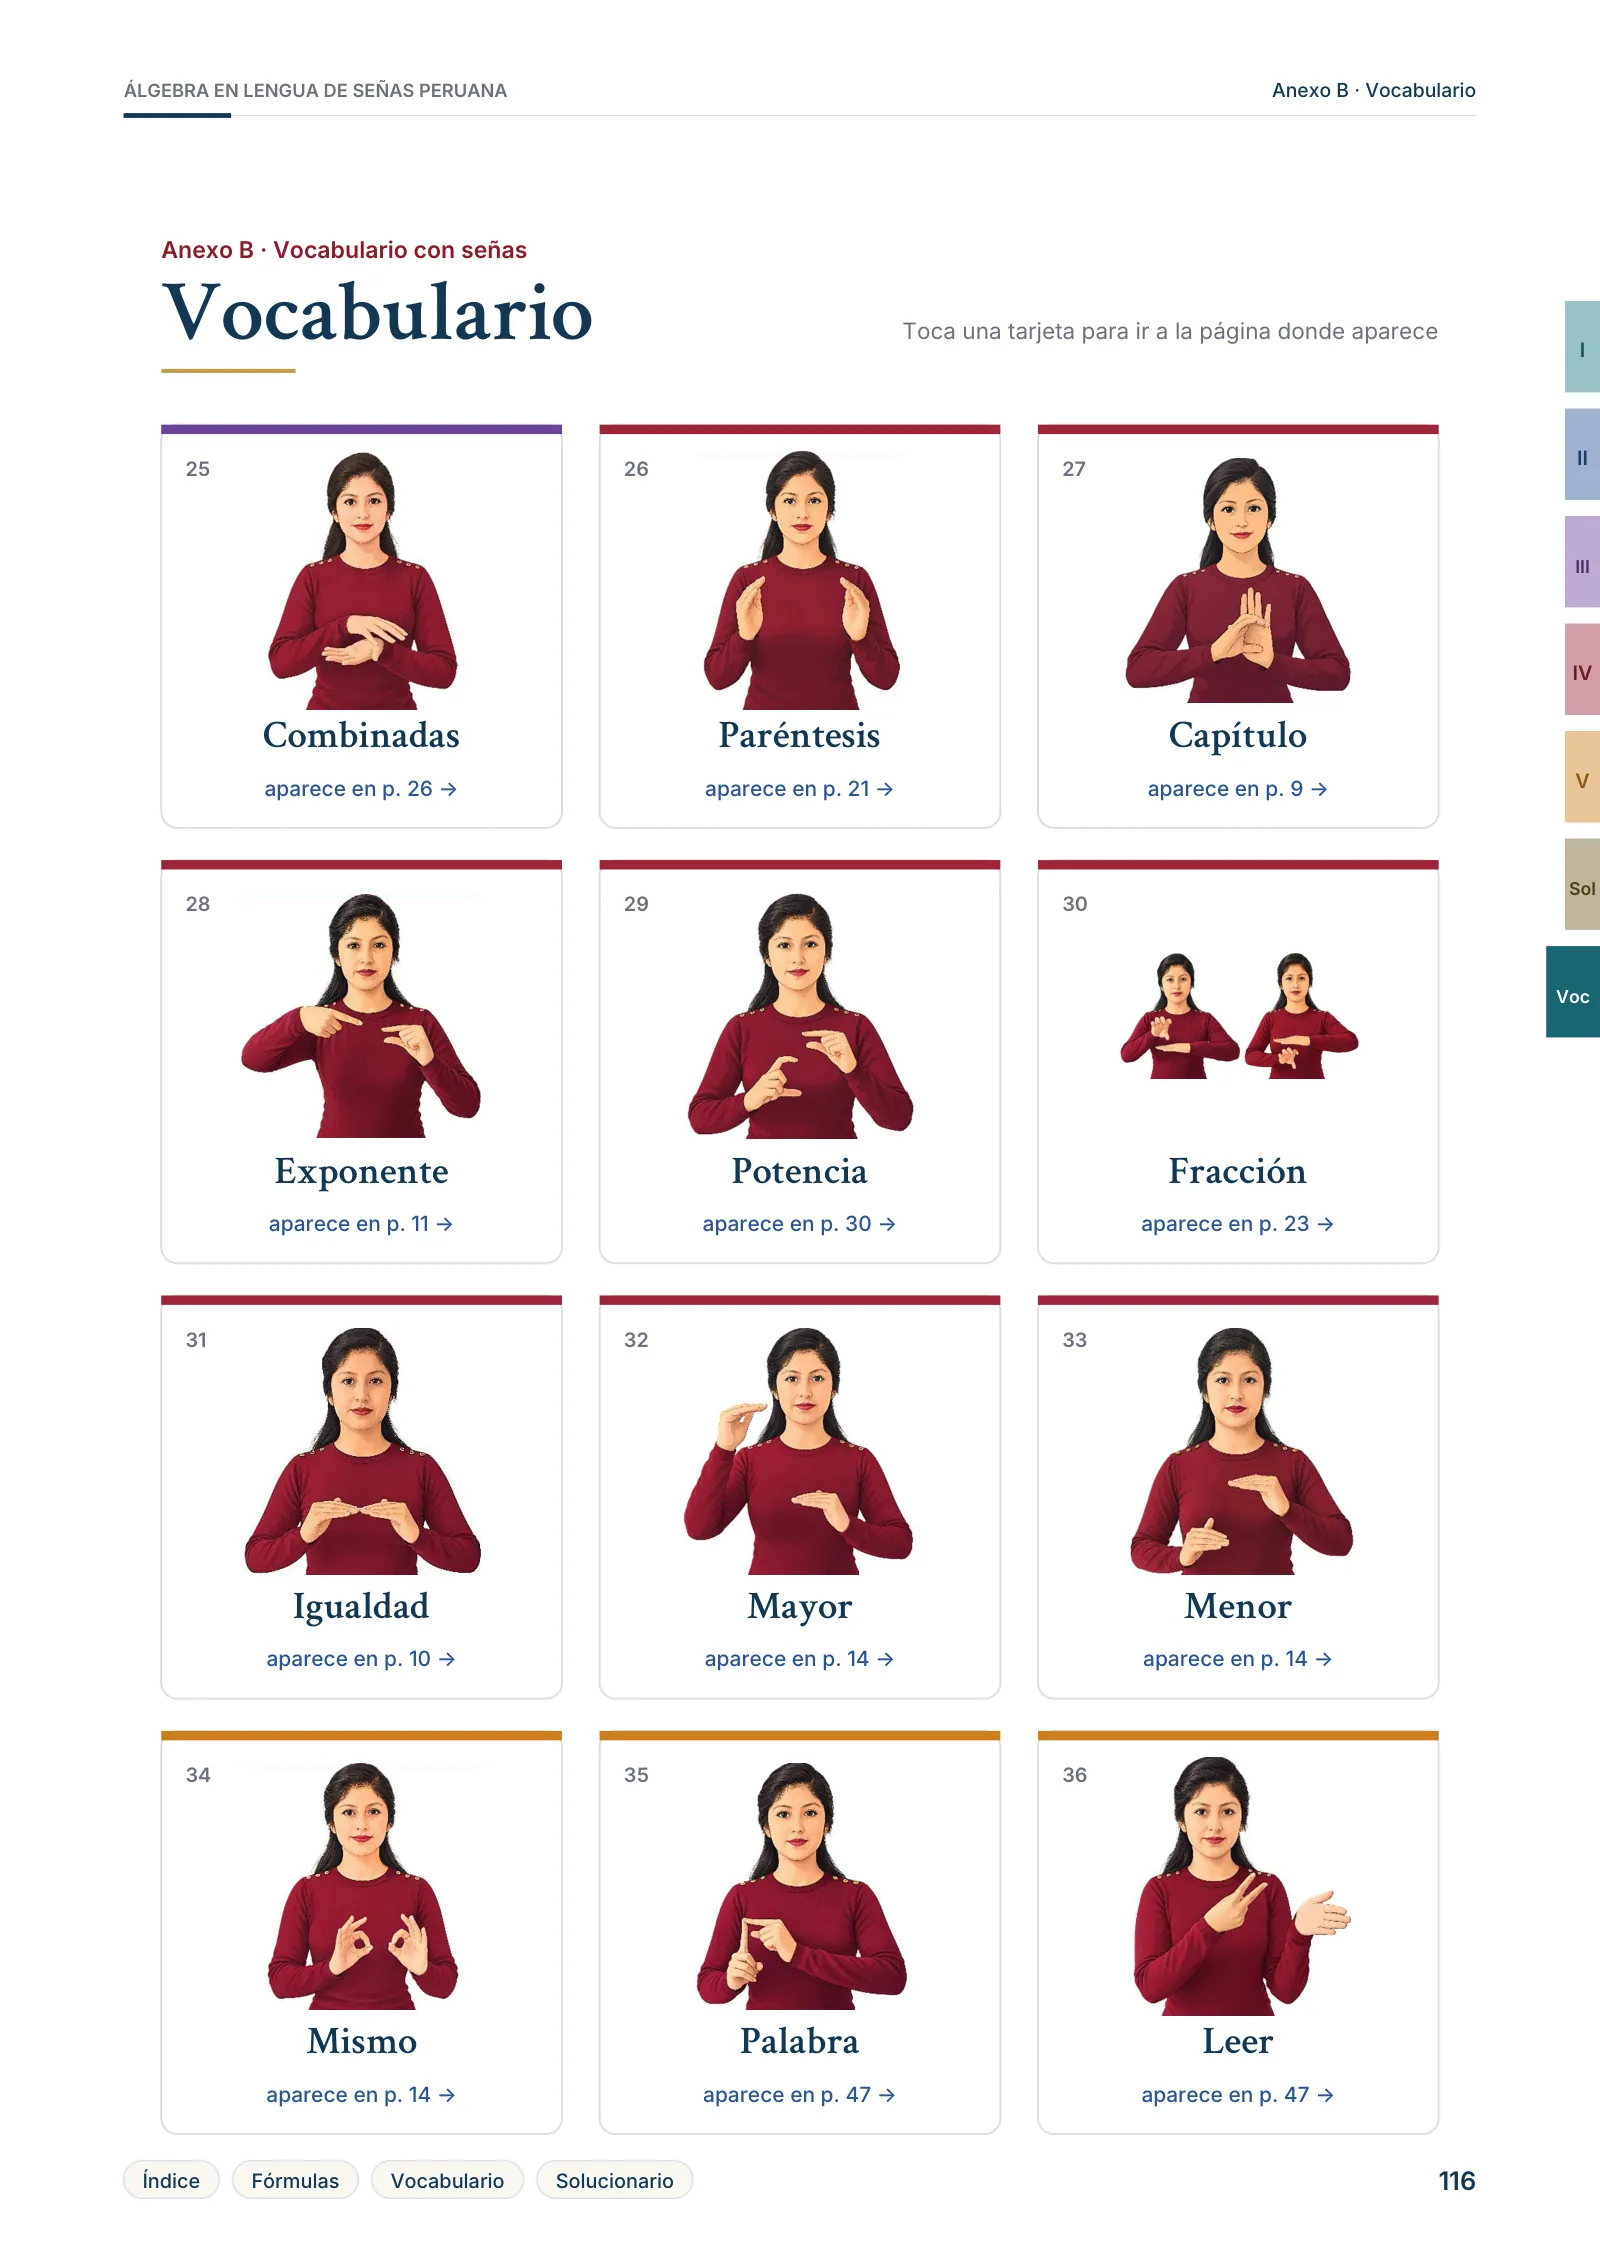 ÁLGEBRA EN LENGUA DE SEÑAS PERUANA
Anexo B · Vocabulario
Anexo B · Vocabulario con señas
Vocabulario
Toca una tarjeta para ir a la página donde aparece
25
Combinadas
aparece en p. 26 →
26
Paréntesis
aparece en p. 21 →
27
Capítulo
aparece en p. 9 →
28
Exponente
aparece en p. 11 →
29
Potencia
aparece en p. 30 →
30
Fracción
aparece en p. 23 →
31
Igualdad
aparece en p. 10 →
32
Mayor
aparece en p. 14 →
33
Menor
aparece en p. 14 →
34
Mismo
aparece en p. 14 →
35
Palabra
aparece en p. 47 →
36
Leer
aparece en p. 47 →
I
II
III
IV
V
Sol
Voc
Índice
Fórmulas
Vocabulario
Solucionario
116